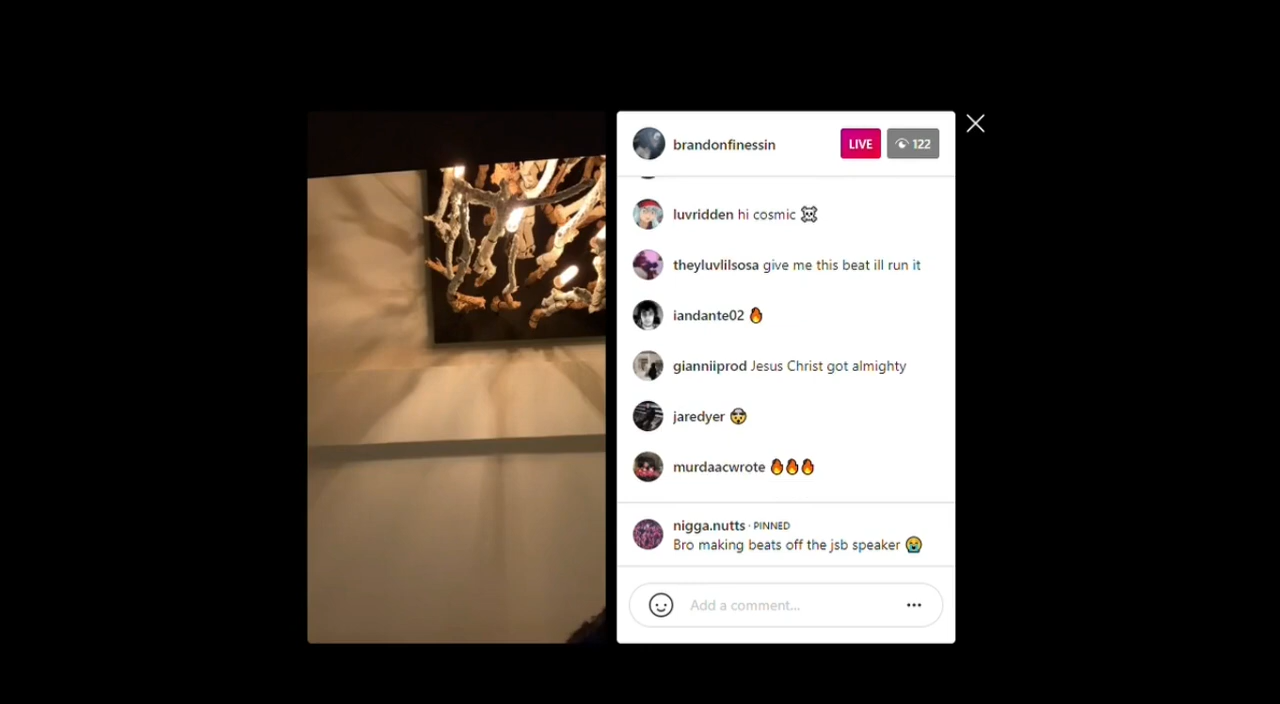 brandonfinessin
LIVE
122
luvridden hi cosmic ☠️
theyluvlilsosa give me this beat ill run it
iandante02 🔥
gianniiprod Jesus Christ got almighty
jaredyer 🤯
murdaacwrote 🔥🔥🔥
nigga.nutts · PINNED
Bro making beats off the jsb speaker 😭
Add a comment...